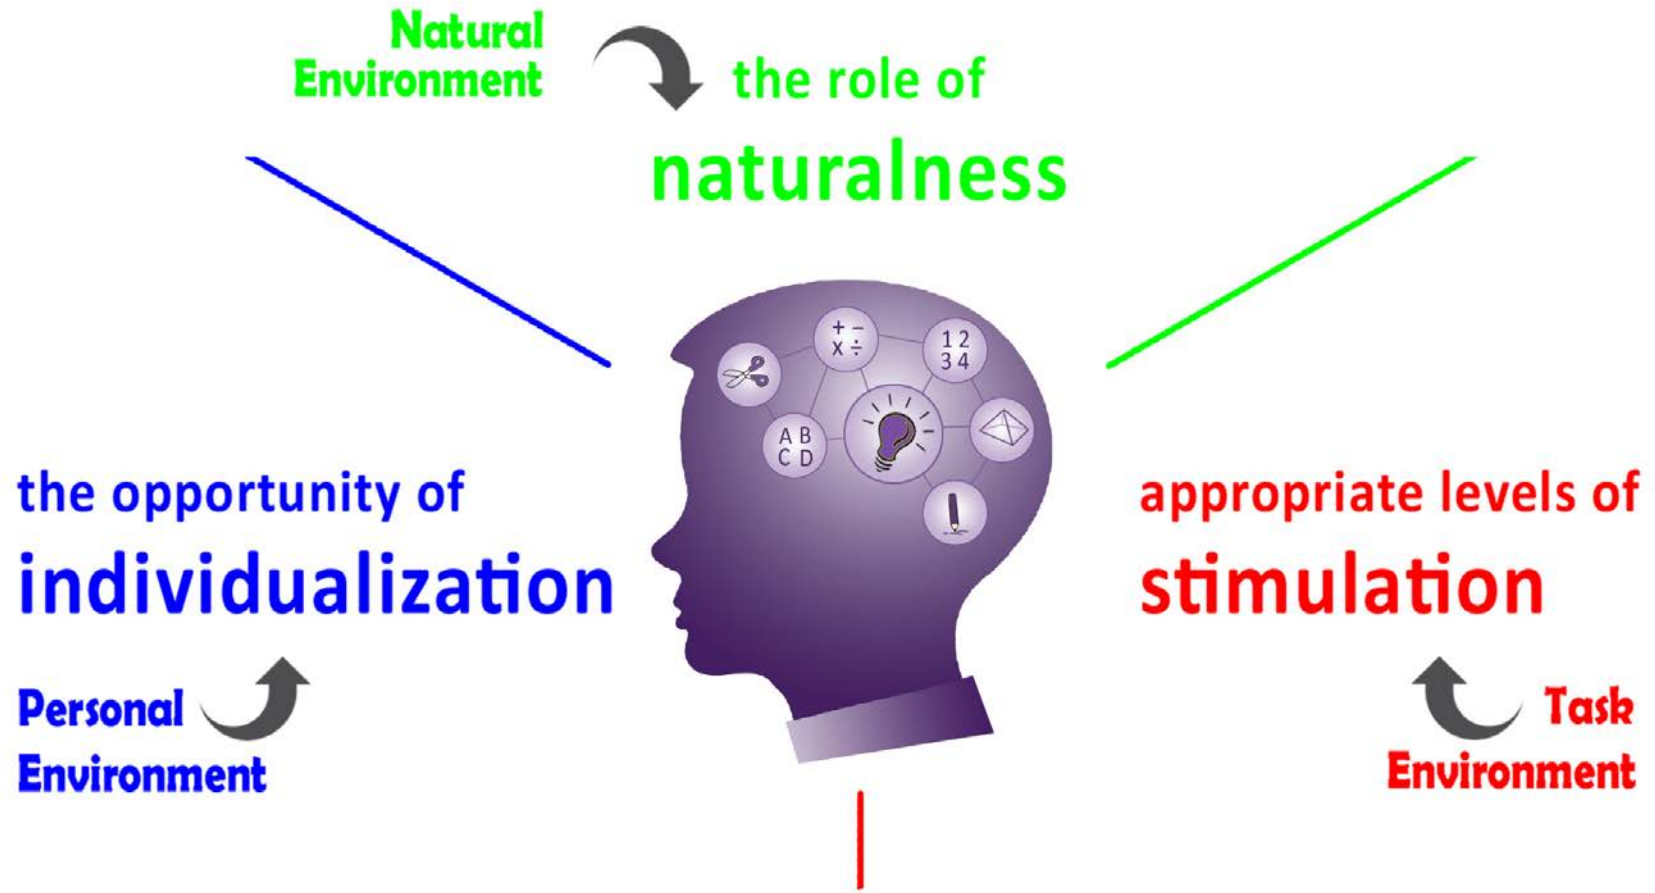 Natural
Environment
the role of
naturalness
+ −
x ÷
1 2
3 4
A B
C D
the opportunity of
individualization
Personal
Environment
appropriate levels of
stimulation
Task
Environment